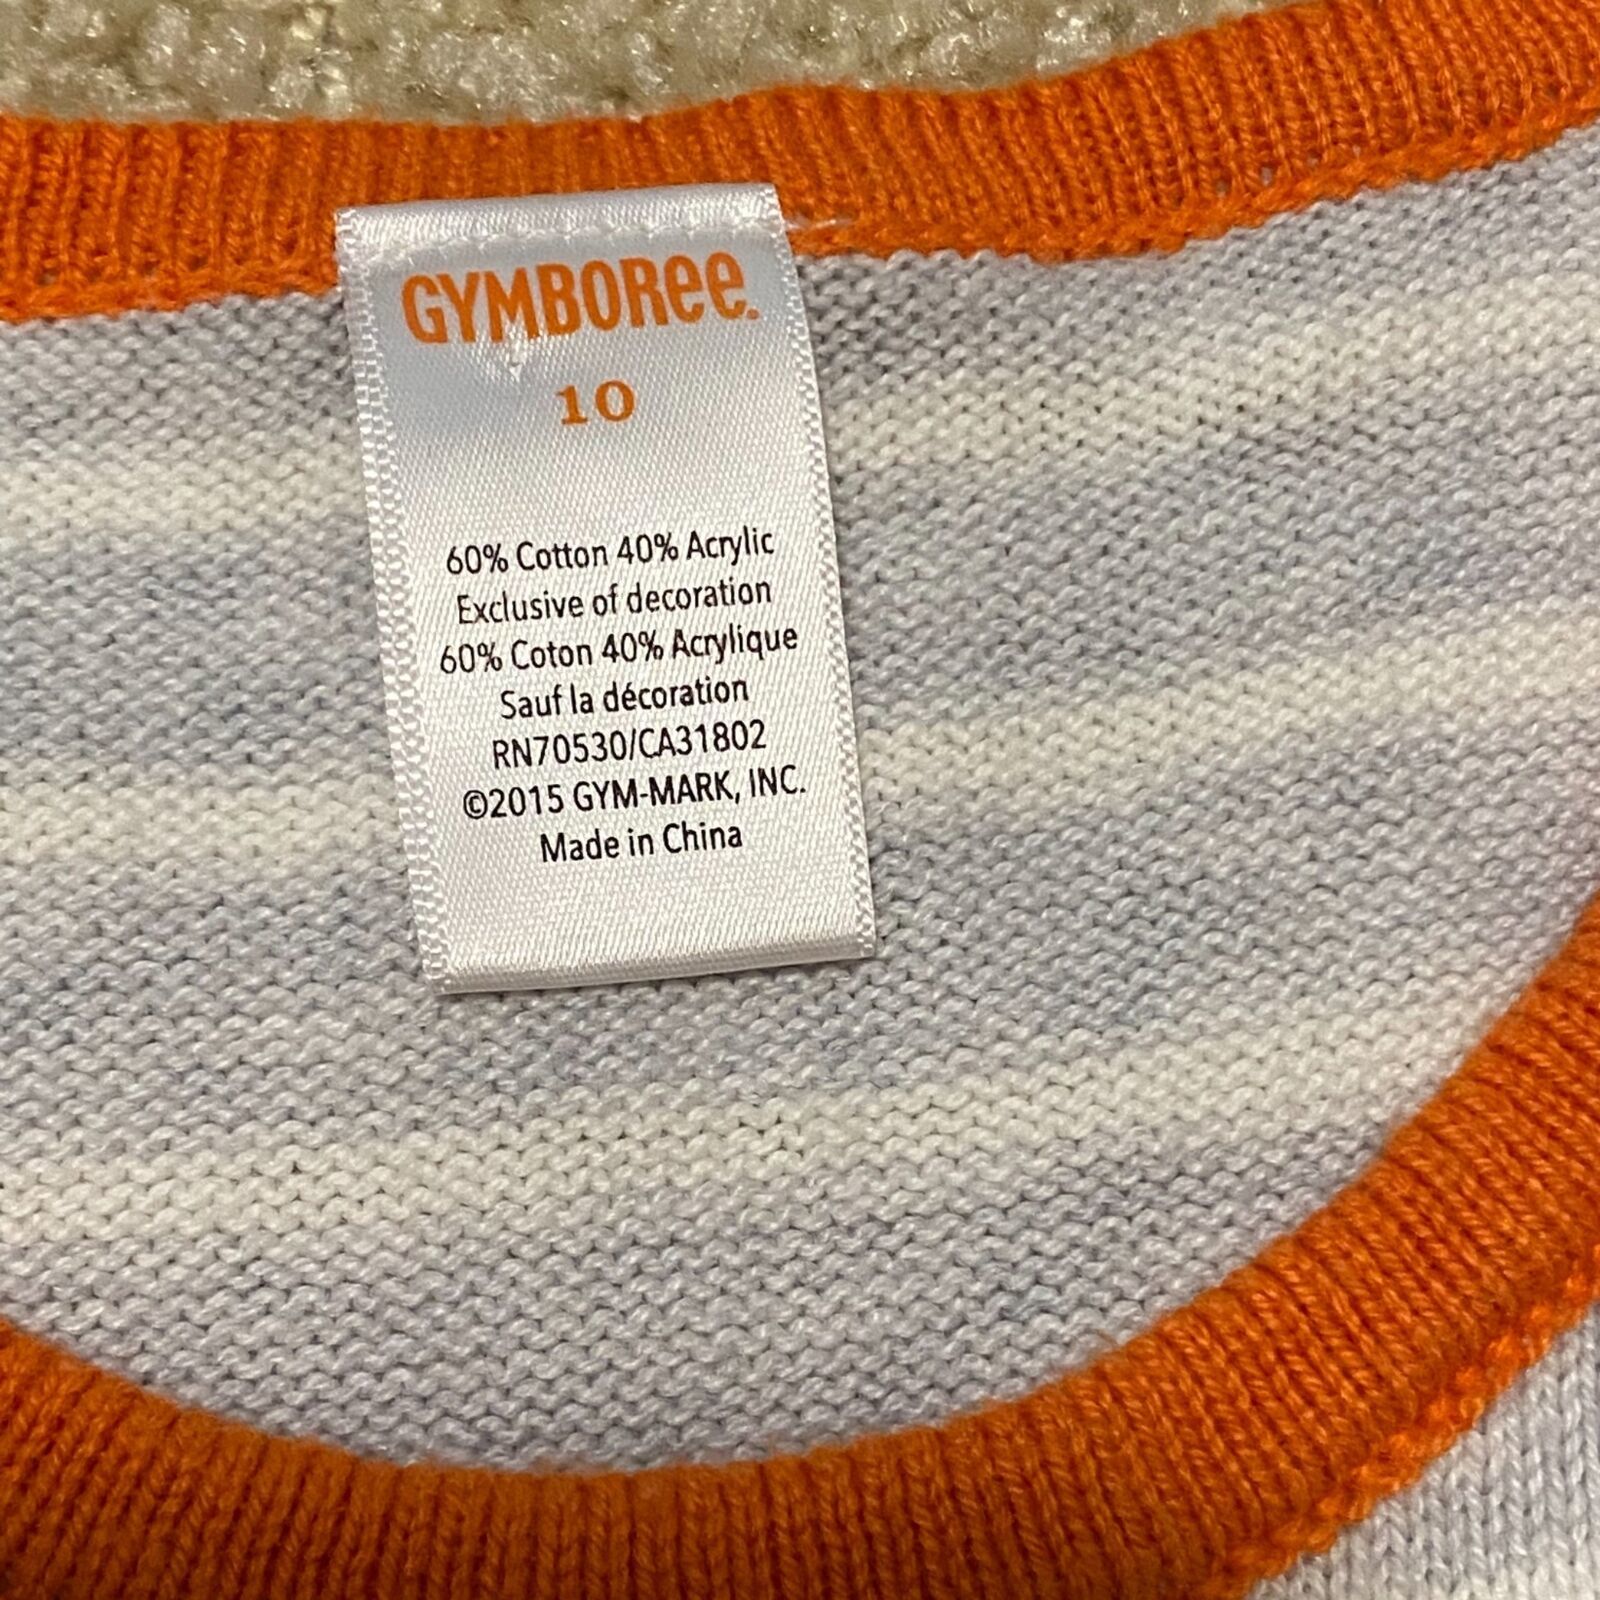 GYMBOREE.
10
60% Cotton 40% Acrylic
Exclusive of decoration
60% Coton 40% Acrylique
Sauf la décoration
RN70530/CA31802
©2015 GYM-MARK, INC.
Made in China